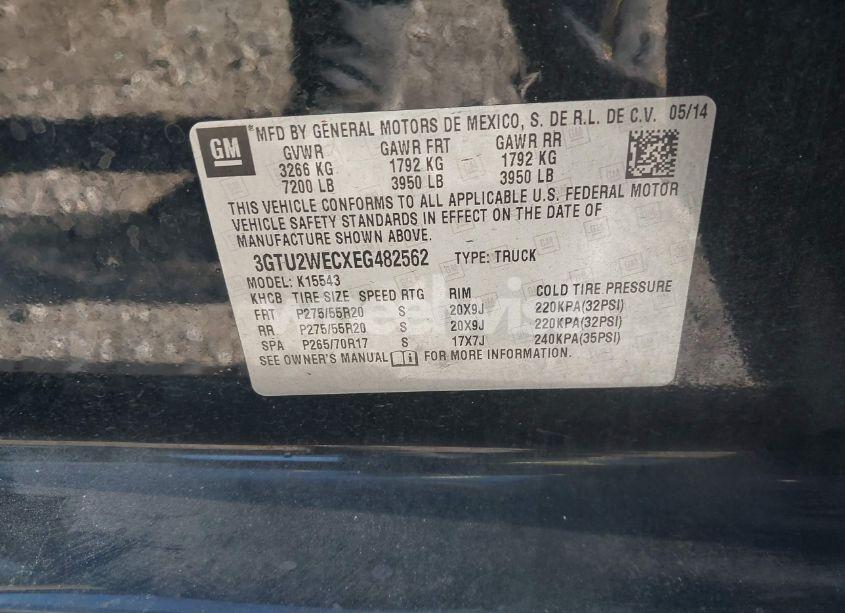 GM
*MFD BY GENERAL MOTORS DE MEXICO, S. DE R.L. DE C.V. 05/14
GVWR GAWR FRT GAWR RR
3266 KG 1792 KG 1792 KG
7200 LB 3950 LB 3950 LB
THIS VEHICLE CONFORMS TO ALL APPLICABLE U.S. FEDERAL MOTOR
VEHICLE SAFETY STANDARDS IN EFFECT ON THE DATE OF
MANUFACTURE SHOWN ABOVE.
3GTU2WECXEG482562 TYPE: TRUCK
MODEL: K15543
KHCB TIRE SIZE SPEED RTG RIM COLD TIRE PRESSURE
FRT P275/55R20 S 20X9J 220KPA(32PSI)
RR P275/55R20 S 20X9J 220KPA(32PSI)
SPA P265/70R17 S 17X7J 240KPA(35PSI)
SEE OWNER'S MANUAL FOR MORE INFORMATION.